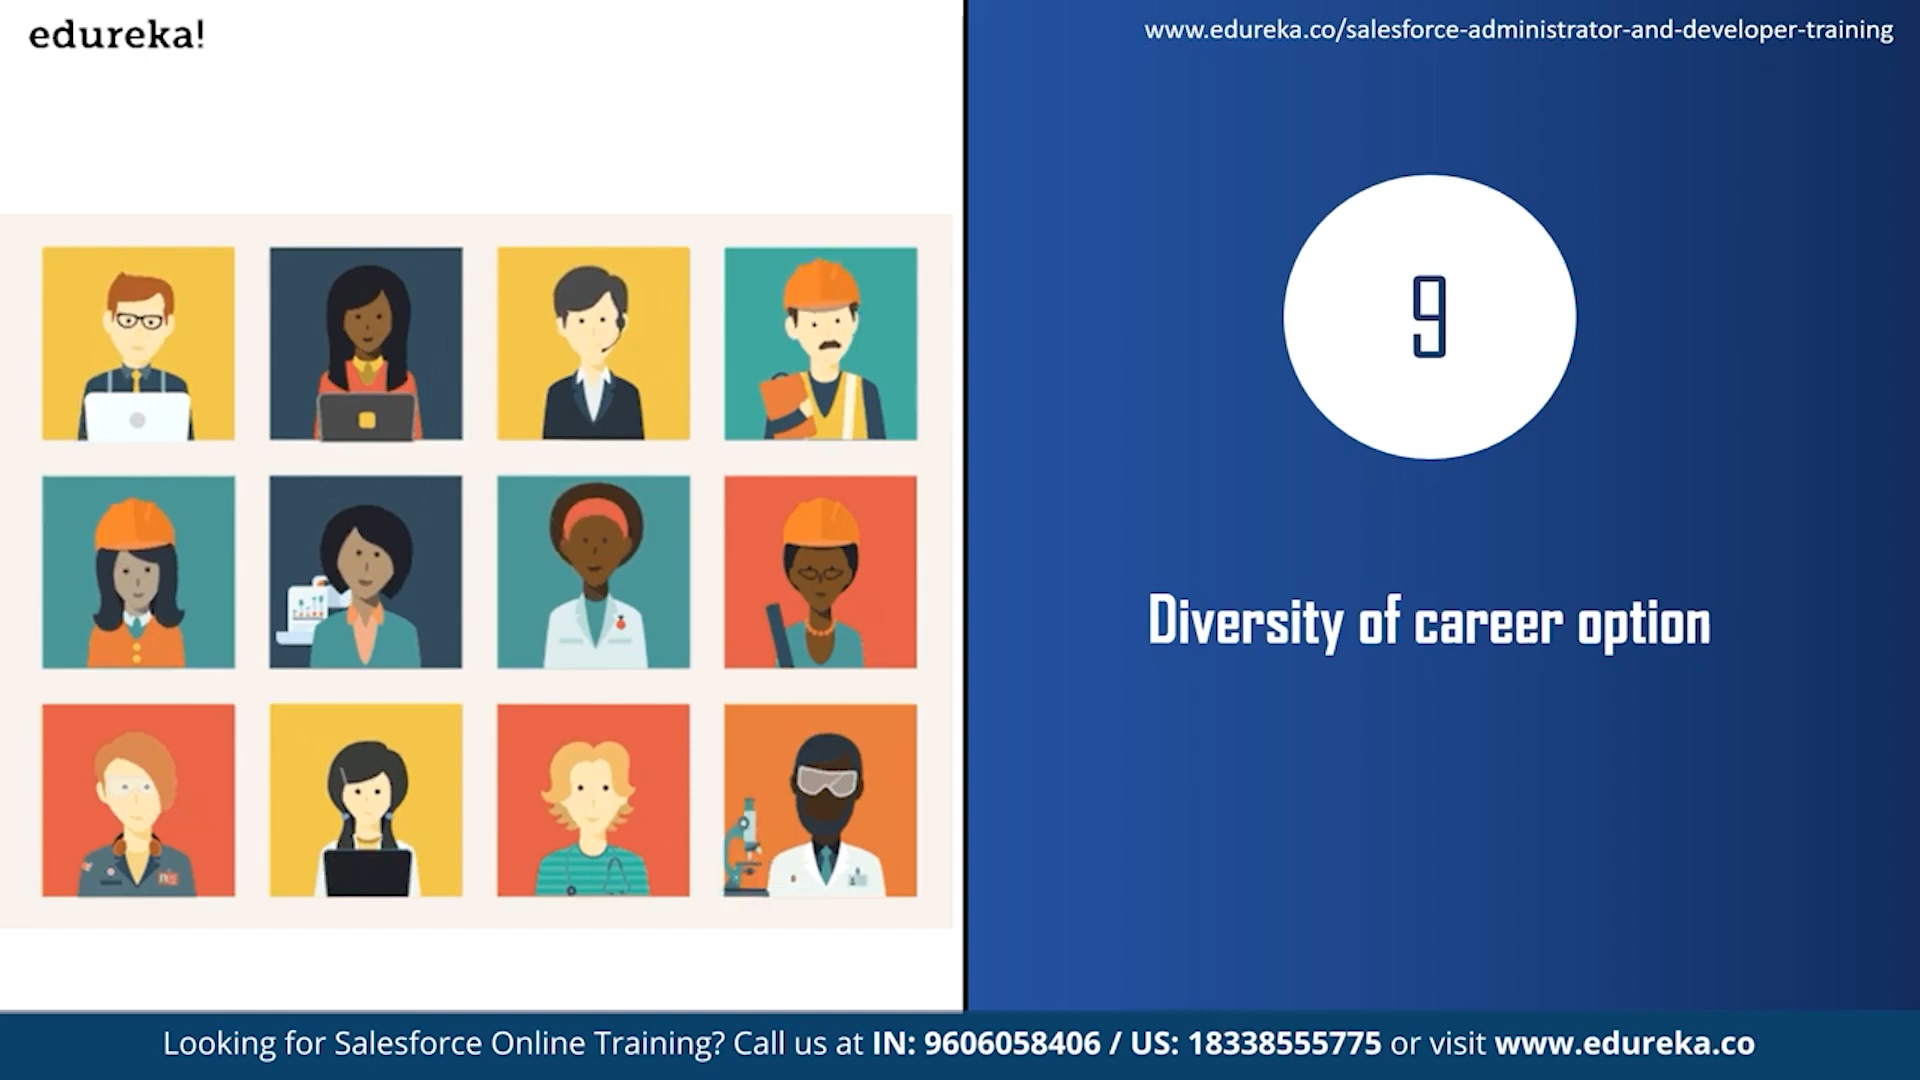 edureka!
www.edureka.co/salesforce-administrator-and-developer-training
9
Diversity of career option
Looking for Salesforce Online Training? Call us at IN: 9606058406 / US: 18338555775 or visit www.edureka.co